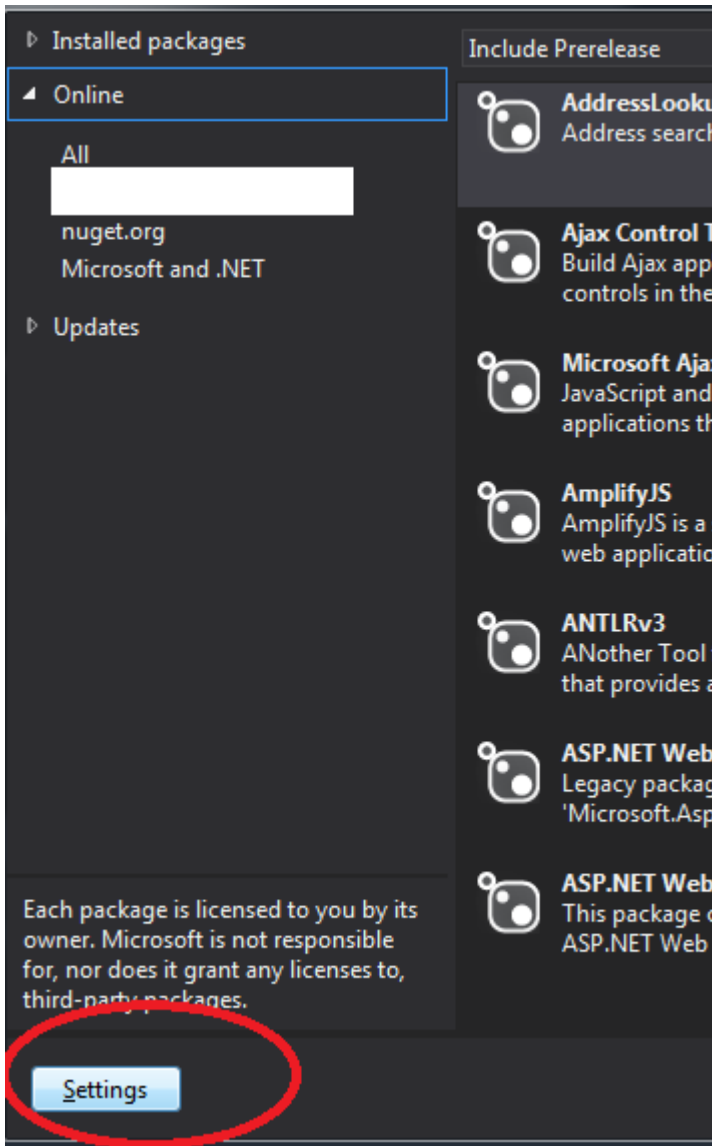 Installed packages
Online
All
nuget.org
Microsoft and .NET
Updates
Each package is licensed to you by its
owner. Microsoft is not responsible
for, nor does it grant any licenses to,
third-party packages.
Settings
Include Prerelease
AddressLooku
Address search
Ajax Control T
Build Ajax app
controls in the
Microsoft Aja
JavaScript and
applications th
AmplifyJS
AmplifyJS is a
web applicatio
ANTLRv3
ANother Tool
that provides a
ASP.NET Web
Legacy packag
'Microsoft.Asp
ASP.NET Web
This package
ASP.NET Web